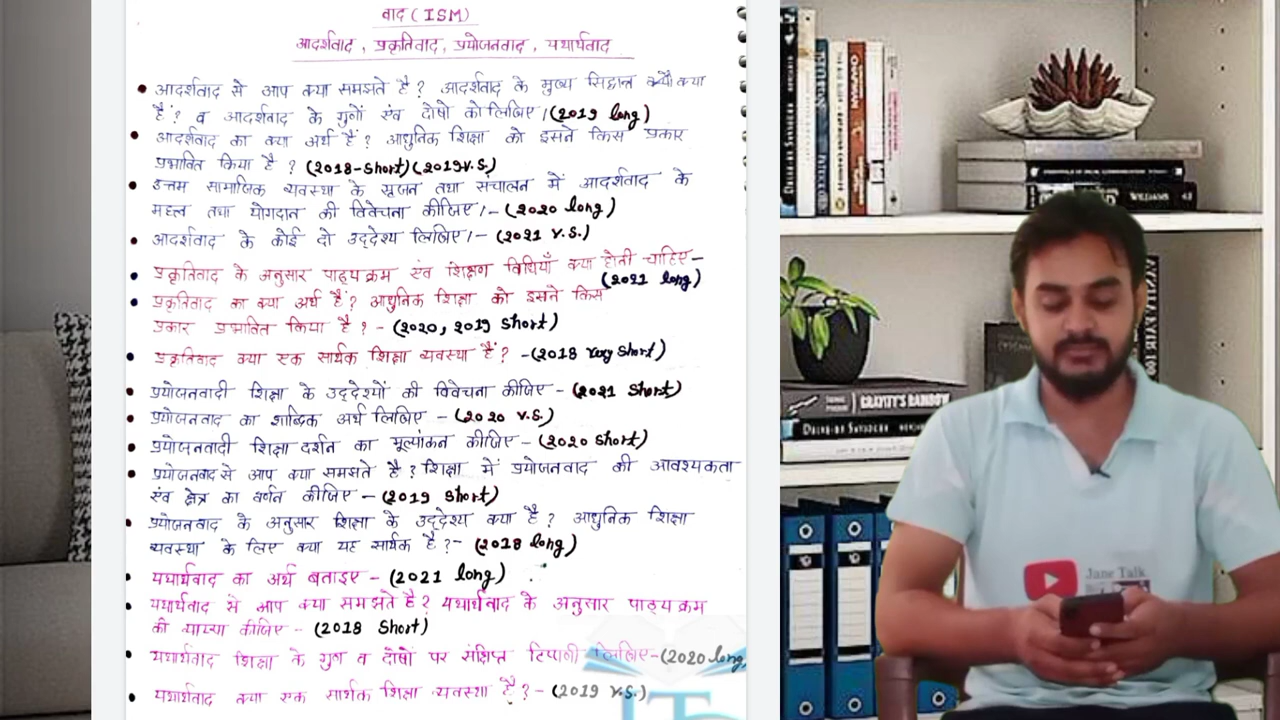 वाद (ISM)
आदर्शवाद , प्रकृतिवाद , प्रयोजनवाद , यथार्थवाद
• आदर्शवाद से आप क्या समझते है ? आदर्शवाद के मुख्य सिद्धान्त क्या क्या
है ? व आदर्शवाद के गुणों एंव दोषो को लिखिए । (2019 long)
• आदर्शवाद का क्या अर्थ है ? आधुनिक शिक्षा को इसने किस प्रकार
प्रभावित किया है ? (2018-short) (2019 v.s.)
• उत्तम सामाजिक व्यवस्था के सृजन तथा संचालन में आदर्शवाद के
महत्व तथा योगदान की विवेचना कीजिए /- (2020 long)
• आदर्शवाद के कोई दो उद्देश्य लिखिए /- (2021 v.s.)
• प्रकृतिवाद के अनुसार पाठ्यक्रम एंव शिक्षण विधियाँ क्या होती चाहिए -
(2021 long)
• प्रकृतिवाद का क्या अर्थ है ? आधुनिक शिक्षा को इसने किस
प्रकार प्रभावित किया है ? - (2020, 2019 short)
• प्रकृतिवाद क्या एक सार्थक शिक्षा व्यवस्था हैं ? - (2018 very short)
• प्रयोजनवादी शिक्षा के उद्देश्यों की विवेचना कीजिए - (2021 short)
• प्रयोजनवाद का शाब्दिक अर्थ लिखिए - (2020 v.s.)
• प्रयोजनवादी शिक्षा दर्शन का मूल्यांकन कीजिए - (2020 short)
• प्रयोजनवाद से आप क्या समझते है ? शिक्षा में प्रयोजनवाद की आवश्यकता
एंव क्षेत्र का वर्णन कीजिए - (2019 short)
• प्रयोजनवाद के अनुसार शिक्षा के उद्देश्य क्या है ? आधुनिक शिक्षा
व्यवस्था के लिए क्या यह सार्थक है ? - (2018 long)
• यथार्थवाद का अर्थ बताइए - (2021 long)
• यथार्थवाद से आप क्या समझते है ? यथार्थवाद के अनुसार पाठ्यक्रम
की व्याख्या कीजिए - (2018 Short)
• यथार्थवाद शिक्षा के गुण व दोषों पर संक्षिप्त टिप्पणी लिखिए - (2020 long,
• यथार्थवाद क्या एक सार्थक शिक्षा व्यवस्था है ? - (2019 v.s.)
GRAVITY'S RAINBOW
Jane Talk